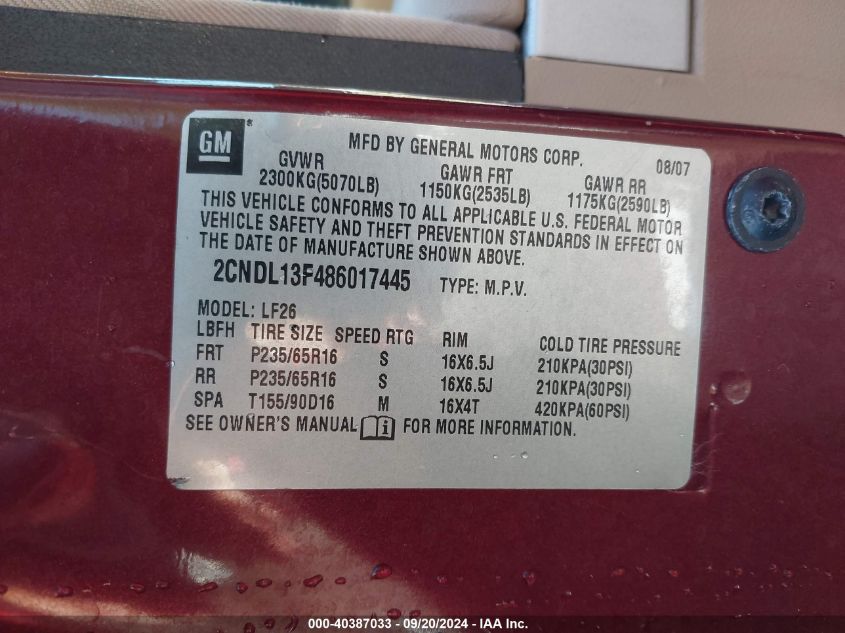 GM
MFD BY GENERAL MOTORS CORP. 08/07
GVWR GAWR FRT GAWR RR
2300KG(5070LB) 1150KG(2535LB) 1175KG(2590LB)
THIS VEHICLE CONFORMS TO ALL APPLICABLE U.S. FEDERAL MOTOR
VEHICLE SAFETY AND THEFT PREVENTION STANDARDS IN EFFECT ON
THE DATE OF MANUFACTURE SHOWN ABOVE.
2CNDL13F486017445 TYPE: M.P.V.
MODEL: LF26
LBFH TIRE SIZE SPEED RTG RIM COLD TIRE PRESSURE
FRT P235/65R16 S 16X6.5J 210KPA(30PSI)
RR P235/65R16 S 16X6.5J 210KPA(30PSI)
SPA T155/90D16 M 16X4T 420KPA(60PSI)
SEE OWNER'S MANUAL i FOR MORE INFORMATION.
000-40387033 - 09/20/2024 - IAA Inc.